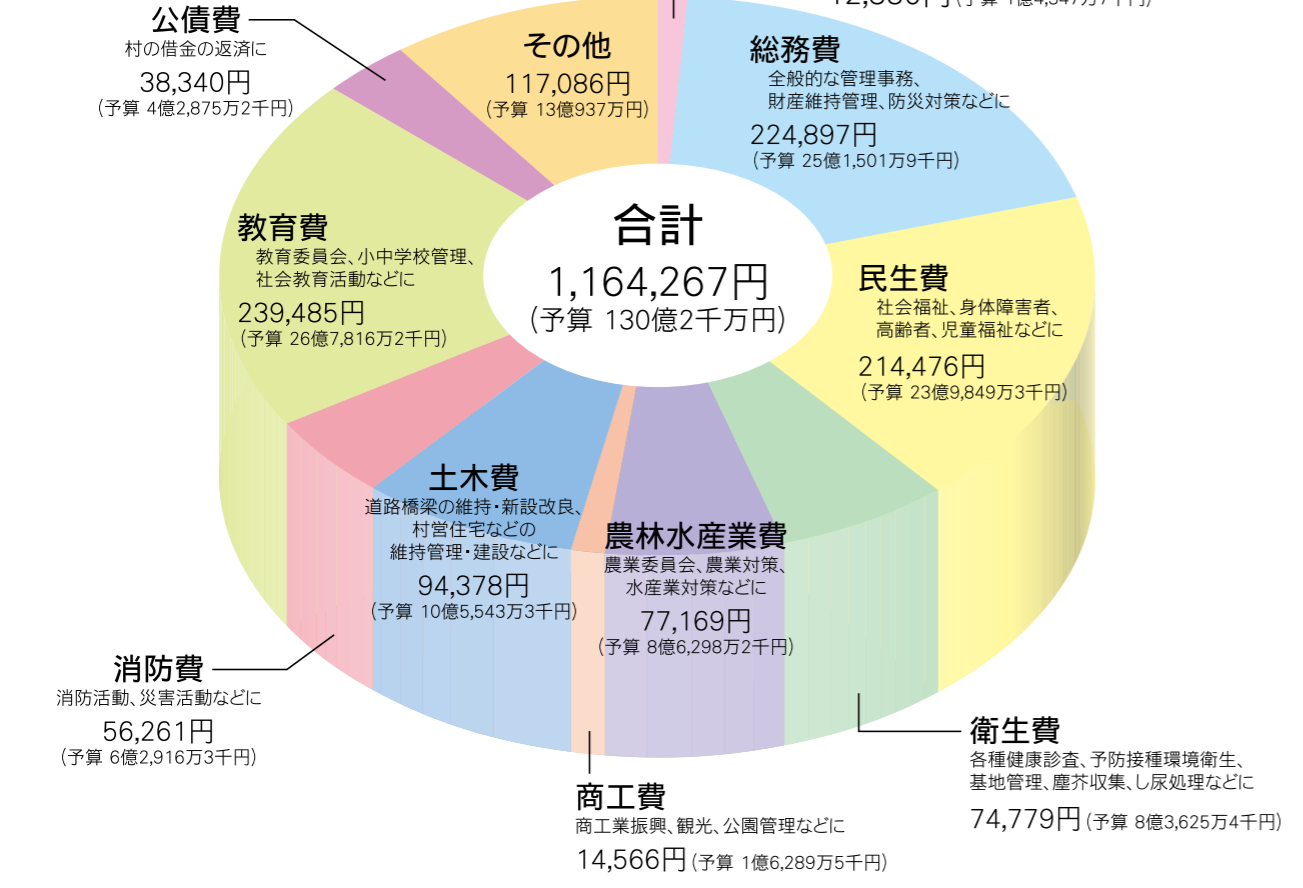 公債費
村の借金の返済に
38,340円
(予算 4億2,875万2千円)
その他
117,086円
(予算 13億937万円)
総務費
全般的な管理事務、
財産維持管理、防災対策などに
224,897円
(予算 25億1,501万9千円)
教育費
教育委員会、小中学校管理、
社会教育活動などに
239,485円
(予算 26億7,816万2千円)
合計
1,164,267円
(予算 130億2千万円)
民生費
社会福祉、身体障害者、
高齢者、児童福祉などに
214,476円
(予算 23億9,849万3千円)
土木費
道路橋梁の維持・新設改良、
村営住宅などの
維持管理・建設などに
94,378円
(予算 10億5,543万3千円)
農林水産業費
農業委員会、農業対策、
水産業対策などに
77,169円
(予算 8億6,298万2千円)
消防費
消防活動、災害活動などに
56,261円
(予算 6億2,916万3千円)
商工費
商工業振興、観光、公園管理などに
14,566円(予算 1億6,289万5千円)
衛生費
各種健康診査、予防接種環境衛生、
基地管理、塵芥収集、し尿処理などに
74,779円(予算 8億3,625万4千円)